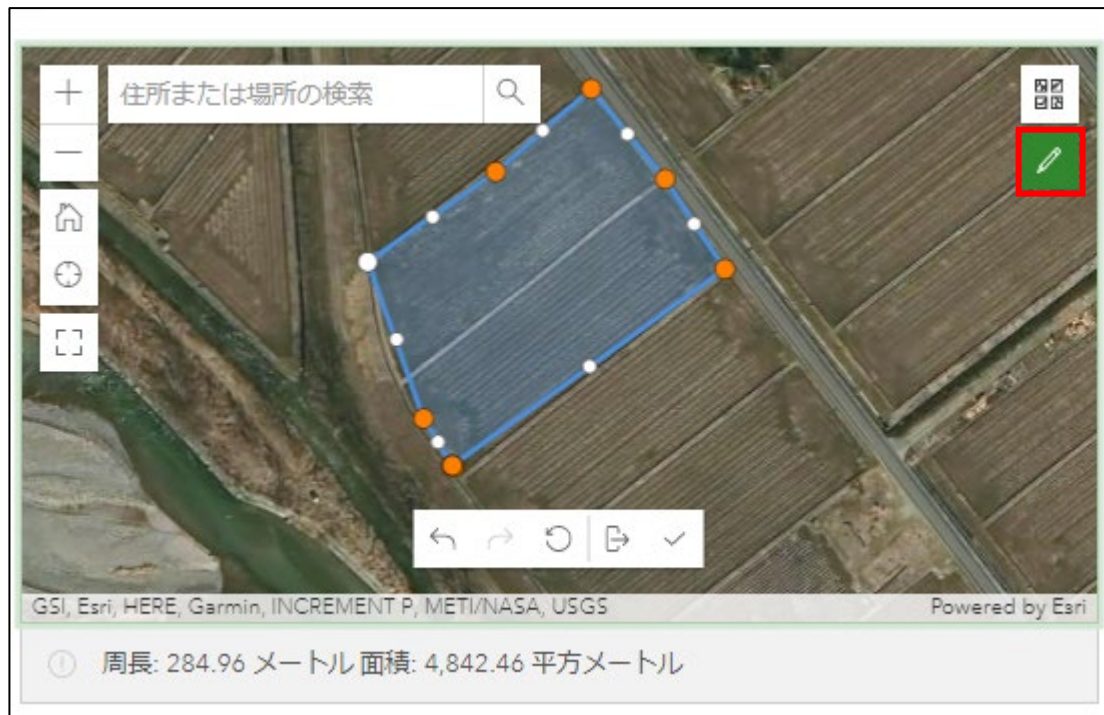 住所または場所の検索
GSI, Esri, HERE, Garmin, INCREMENT P, METI/NASA, USGS
Powered by Esri
周長: 284.96 メートル 面積: 4,842.46 平方メートル